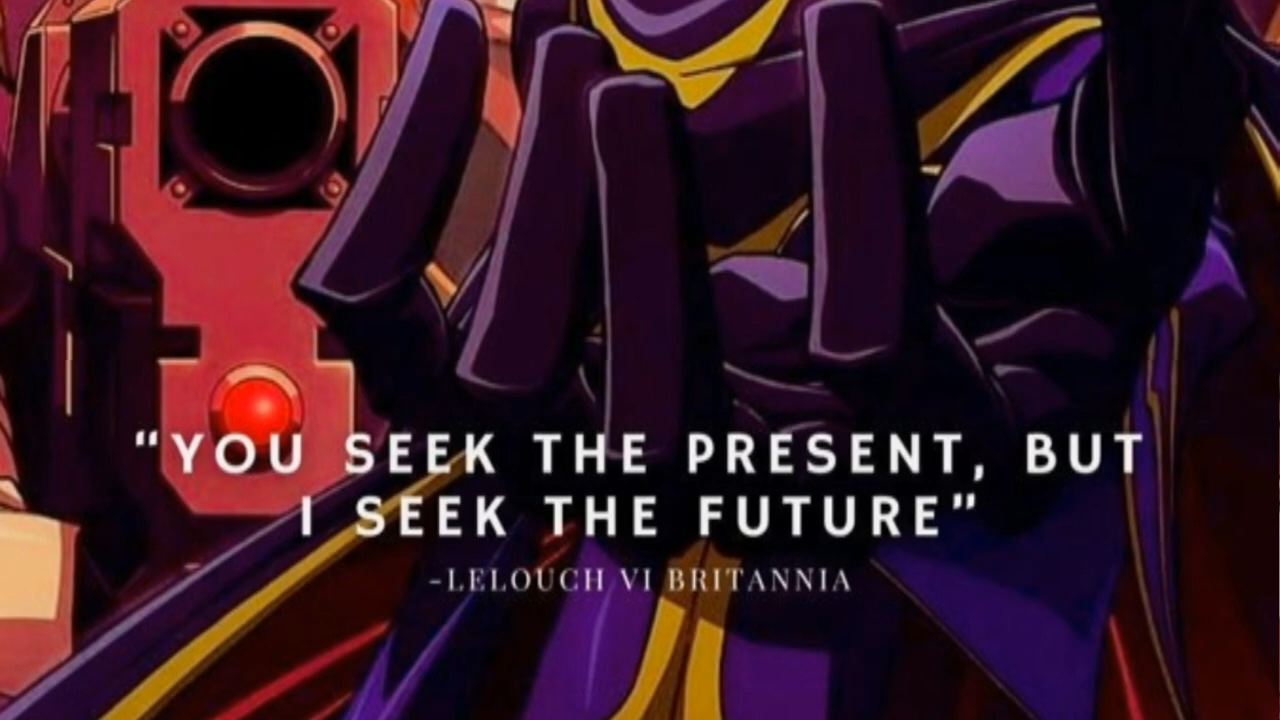 “YOU SEEK THE PRESENT, BUT
I SEEK THE FUTURE”
-LELOUCH VI BRITANNIA